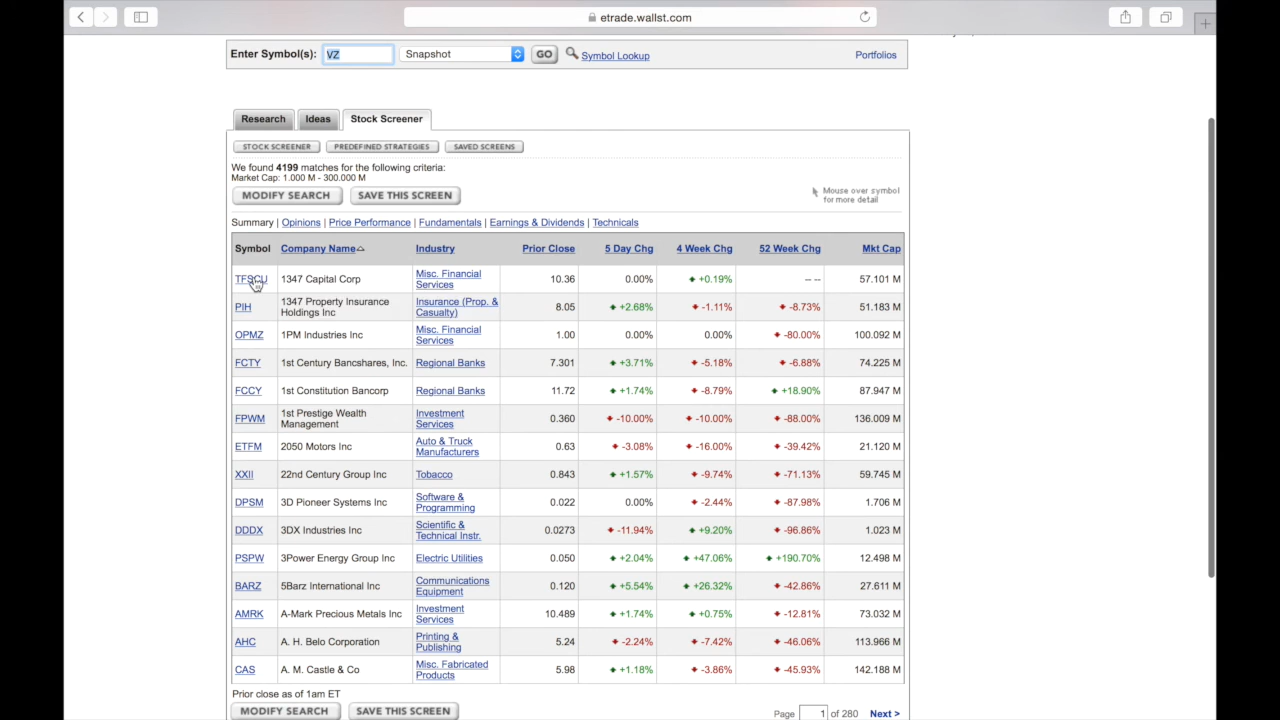 etrade.wallst.com
Enter Symbol(s): VZ Snapshot GO Symbol Lookup Portfolios
Research Ideas Stock Screener
STOCK SCREENER PREDEFINED STRATEGIES SAVED SCREENS
We found 4199 matches for the following criteria:
Market Cap: 1.000 M - 300.000 M
MODIFY SEARCH SAVE THIS SCREEN
Mouse over symbol
for more detail
Summary | Opinions | Price Performance | Fundamentals | Earnings & Dividends | Technicals
Symbol Company Name Industry Prior Close 5 Day Chg 4 Week Chg 52 Week Chg Mkt Cap
TFSCU 1347 Capital Corp Misc. Financial Services 10.36 0.00% +0.19% -- -- 57.101 M
PIH 1347 Property Insurance Holdings Inc Insurance (Prop. & Casualty) 8.05 +2.68% -1.11% -8.73% 51.183 M
OPMZ 1PM Industries Inc Misc. Financial Services 1.00 0.00% 0.00% -80.00% 100.092 M
FCTY 1st Century Bancshares, Inc. Regional Banks 7.301 +3.71% -5.18% -6.88% 74.225 M
FCCY 1st Constitution Bancorp Regional Banks 11.72 +1.74% -8.79% +18.90% 87.947 M
FPWM 1st Prestige Wealth Management Investment Services 0.360 -10.00% -10.00% -88.00% 136.009 M
ETFM 2050 Motors Inc Auto & Truck Manufacturers 0.63 -3.08% -16.00% -39.42% 21.120 M
XXII 22nd Century Group Inc Tobacco 0.843 +1.57% -9.74% -71.13% 59.745 M
DPSM 3D Pioneer Systems Inc Software & Programming 0.022 0.00% -2.44% -87.98% 1.706 M
DDDX 3DX Industries Inc Scientific & Technical Instr. 0.0273 -11.94% +9.20% -96.86% 1.023 M
PSPW 3Power Energy Group Inc Electric Utilities 0.050 +2.04% +47.06% +190.70% 12.498 M
BARZ 5Barz International Inc Communications Equipment 0.120 +5.54% +26.32% -42.86% 27.611 M
AMRK A-Mark Precious Metals Inc Investment Services 10.489 +1.74% +0.75% -12.81% 73.032 M
AHC A. H. Belo Corporation Printing & Publishing 5.24 -2.24% -7.42% -46.06% 113.966 M
CAS A. M. Castle & Co Misc. Fabricated Products 5.98 +1.18% -3.86% -45.93% 142.188 M
Prior close as of 1am ET
MODIFY SEARCH SAVE THIS SCREEN Page 1 of 280 Next >